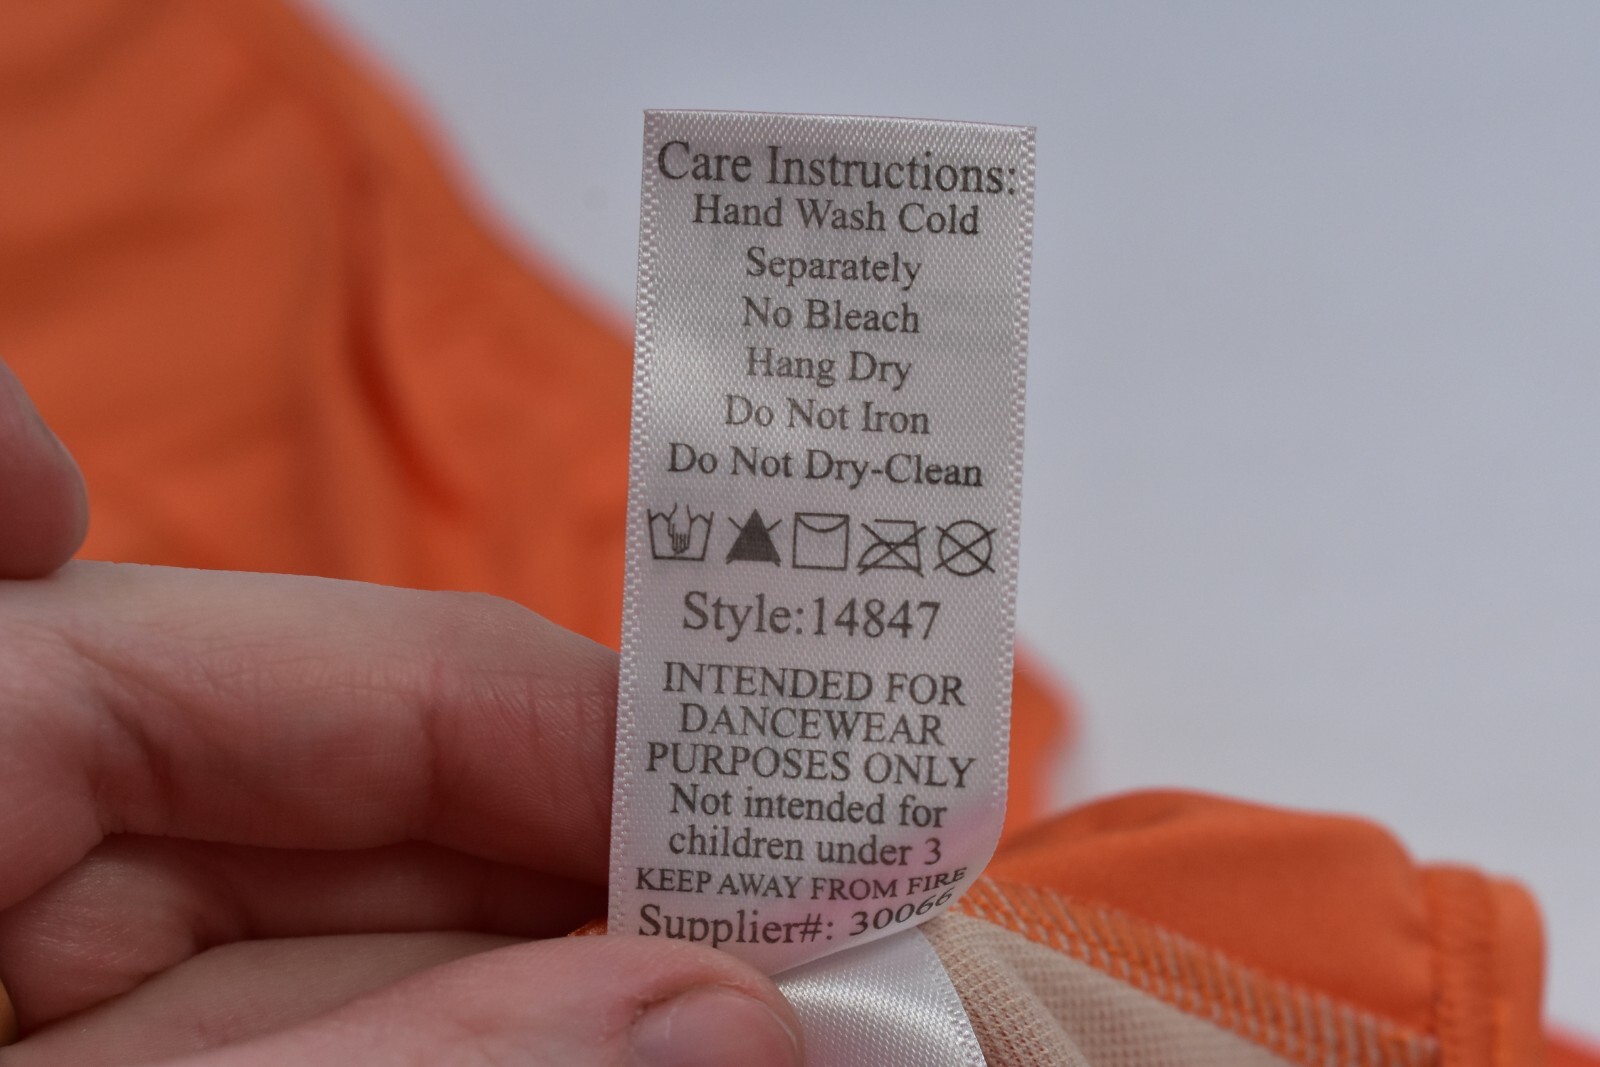 Care Instructions:
Hand Wash Cold
Separately
No Bleach
Hang Dry
Do Not Iron
Do Not Dry-Clean
Style:14847
INTENDED FOR
DANCEWEAR
PURPOSES ONLY
Not intended for
children under 3
KEEP AWAY FROM FIRE
Supplier#: 30066